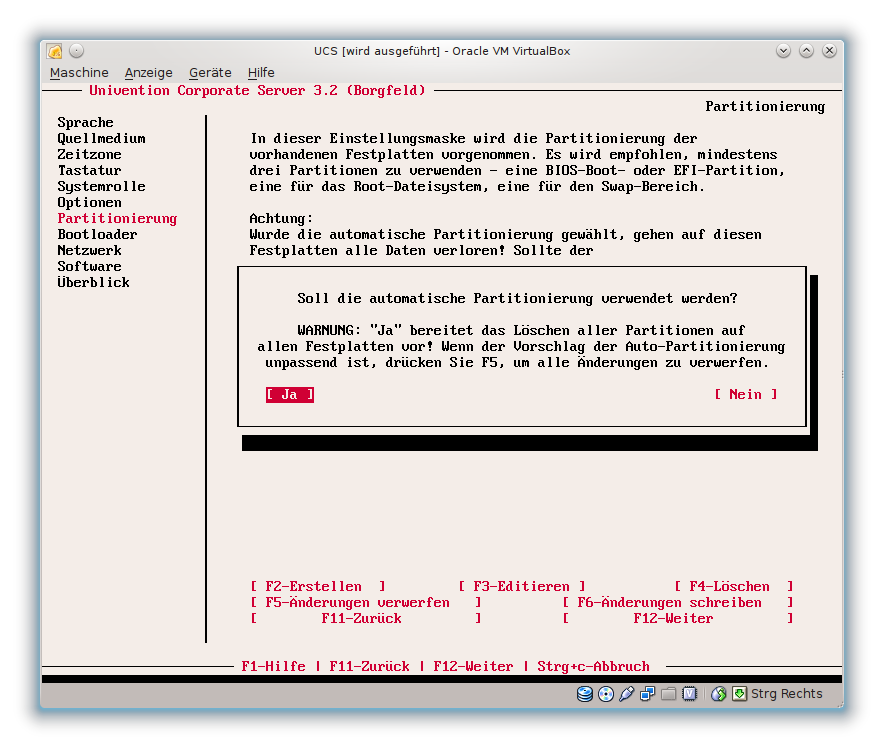 UCS [wird ausgeführt] - Oracle VM VirtualBox
Maschine Anzeige Geräte Hilfe
Univention Corporate Server 3.2 (Borgfeld)
Partitionierung
Sprache
Quellmedium
Zeitzone
Tastatur
Systemrolle
Optionen
Partitionierung
Bootloader
Netzwerk
Software
Überblick
In dieser Einstellungsmaske wird die Partitionierung der
vorhandenen Festplatten vorgenommen. Es wird empfohlen, mindestens
drei Partitionen zu verwenden - eine BIOS-Boot- oder EFI-Partition,
eine für das Root-Dateisystem, eine für den Swap-Bereich.
Achtung:
Wurde die automatische Partitionierung gewählt, gehen auf diesen
Festplatten alle Daten verloren! Sollte der
Soll die automatische Partitionierung verwendet werden?
WARNUNG: "Ja" bereitet das Löschen aller Partitionen auf
allen Festplatten vor! Wenn der Vorschlag der Auto-Partitionierung
unpassend ist, drücken Sie F5, um alle Änderungen zu verwerfen.
[ Ja ] [ Nein ]
[ F2-Erstellen ] [ F3-Editieren ] [ F4-Löschen ]
[ F5-Änderungen verwerfen ] [ F6-Änderungen schreiben ]
[ F11-Zurück ] [ F12-Weiter ]
F1-Hilfe | F11-Zurück | F12-Weiter | Strg+c-Abbruch
Strg Rechts